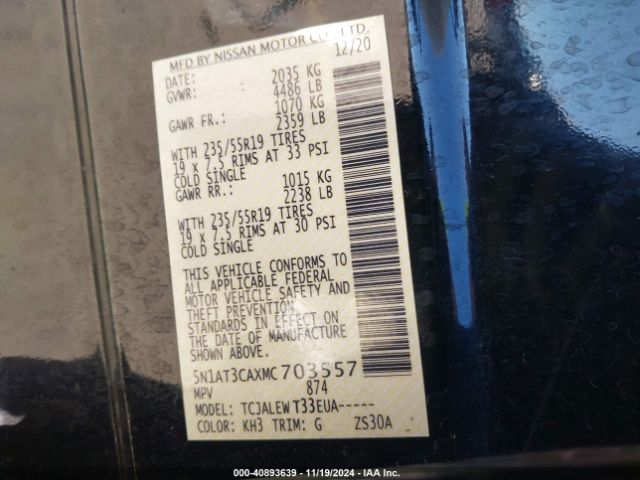 MFD BY NISSAN MOTOR CO., LTD.
DATE: 12/20
GVWR: 2035 KG
4486 LB
GAWR FR.: 1070 KG
2359 LB
WITH 235/55R19 TIRES
19 x 7.5 RIMS AT 33 PSI
COLD SINGLE
GAWR RR.: 1015 KG
2238 LB
WITH 235/55R19 TIRES
19 x 7.5 RIMS AT 30 PSI
COLD SINGLE
THIS VEHICLE CONFORMS TO
ALL APPLICABLE FEDERAL
MOTOR VEHICLE SAFETY AND
THEFT PREVENTION
STANDARDS IN EFFECT ON
THE DATE OF MANUFACTURE
SHOWN ABOVE.
5N1AT3CAXMC703557
MPV 874
MODEL: TCJALEWT33EUA-----
COLOR: KH3 TRIM: G ZS30A
000-40893639 - 11/19/2024 - IAA Inc.